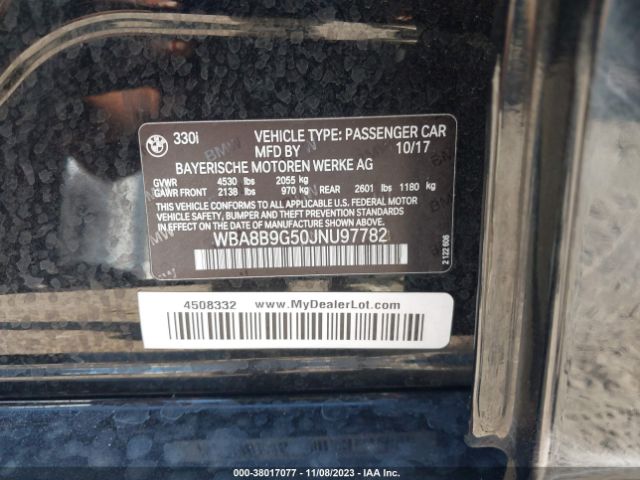 330i VEHICLE TYPE: PASSENGER CAR
MFD BY 10/17
BAYERISCHE MOTOREN WERKE AG
GVWR 4530 lbs 2055 kg
GAWR FRONT 2138 lbs 970 kg REAR 2601 lbs 1180 kg
THIS VEHICLE CONFORMS TO ALL APPLICABLE U.S. FEDERAL MOTOR
VEHICLE SAFETY, BUMPER AND THEFT PREVENTION STANDARDS
IN EFFECT ON THE DATE OF MANUFACTURE SHOWN ABOVE.
WBA8B9G50JNU97782
2 122 606
4508332 www.MyDealerLot.com
000-38017077 - 11/08/2023 - IAA Inc.